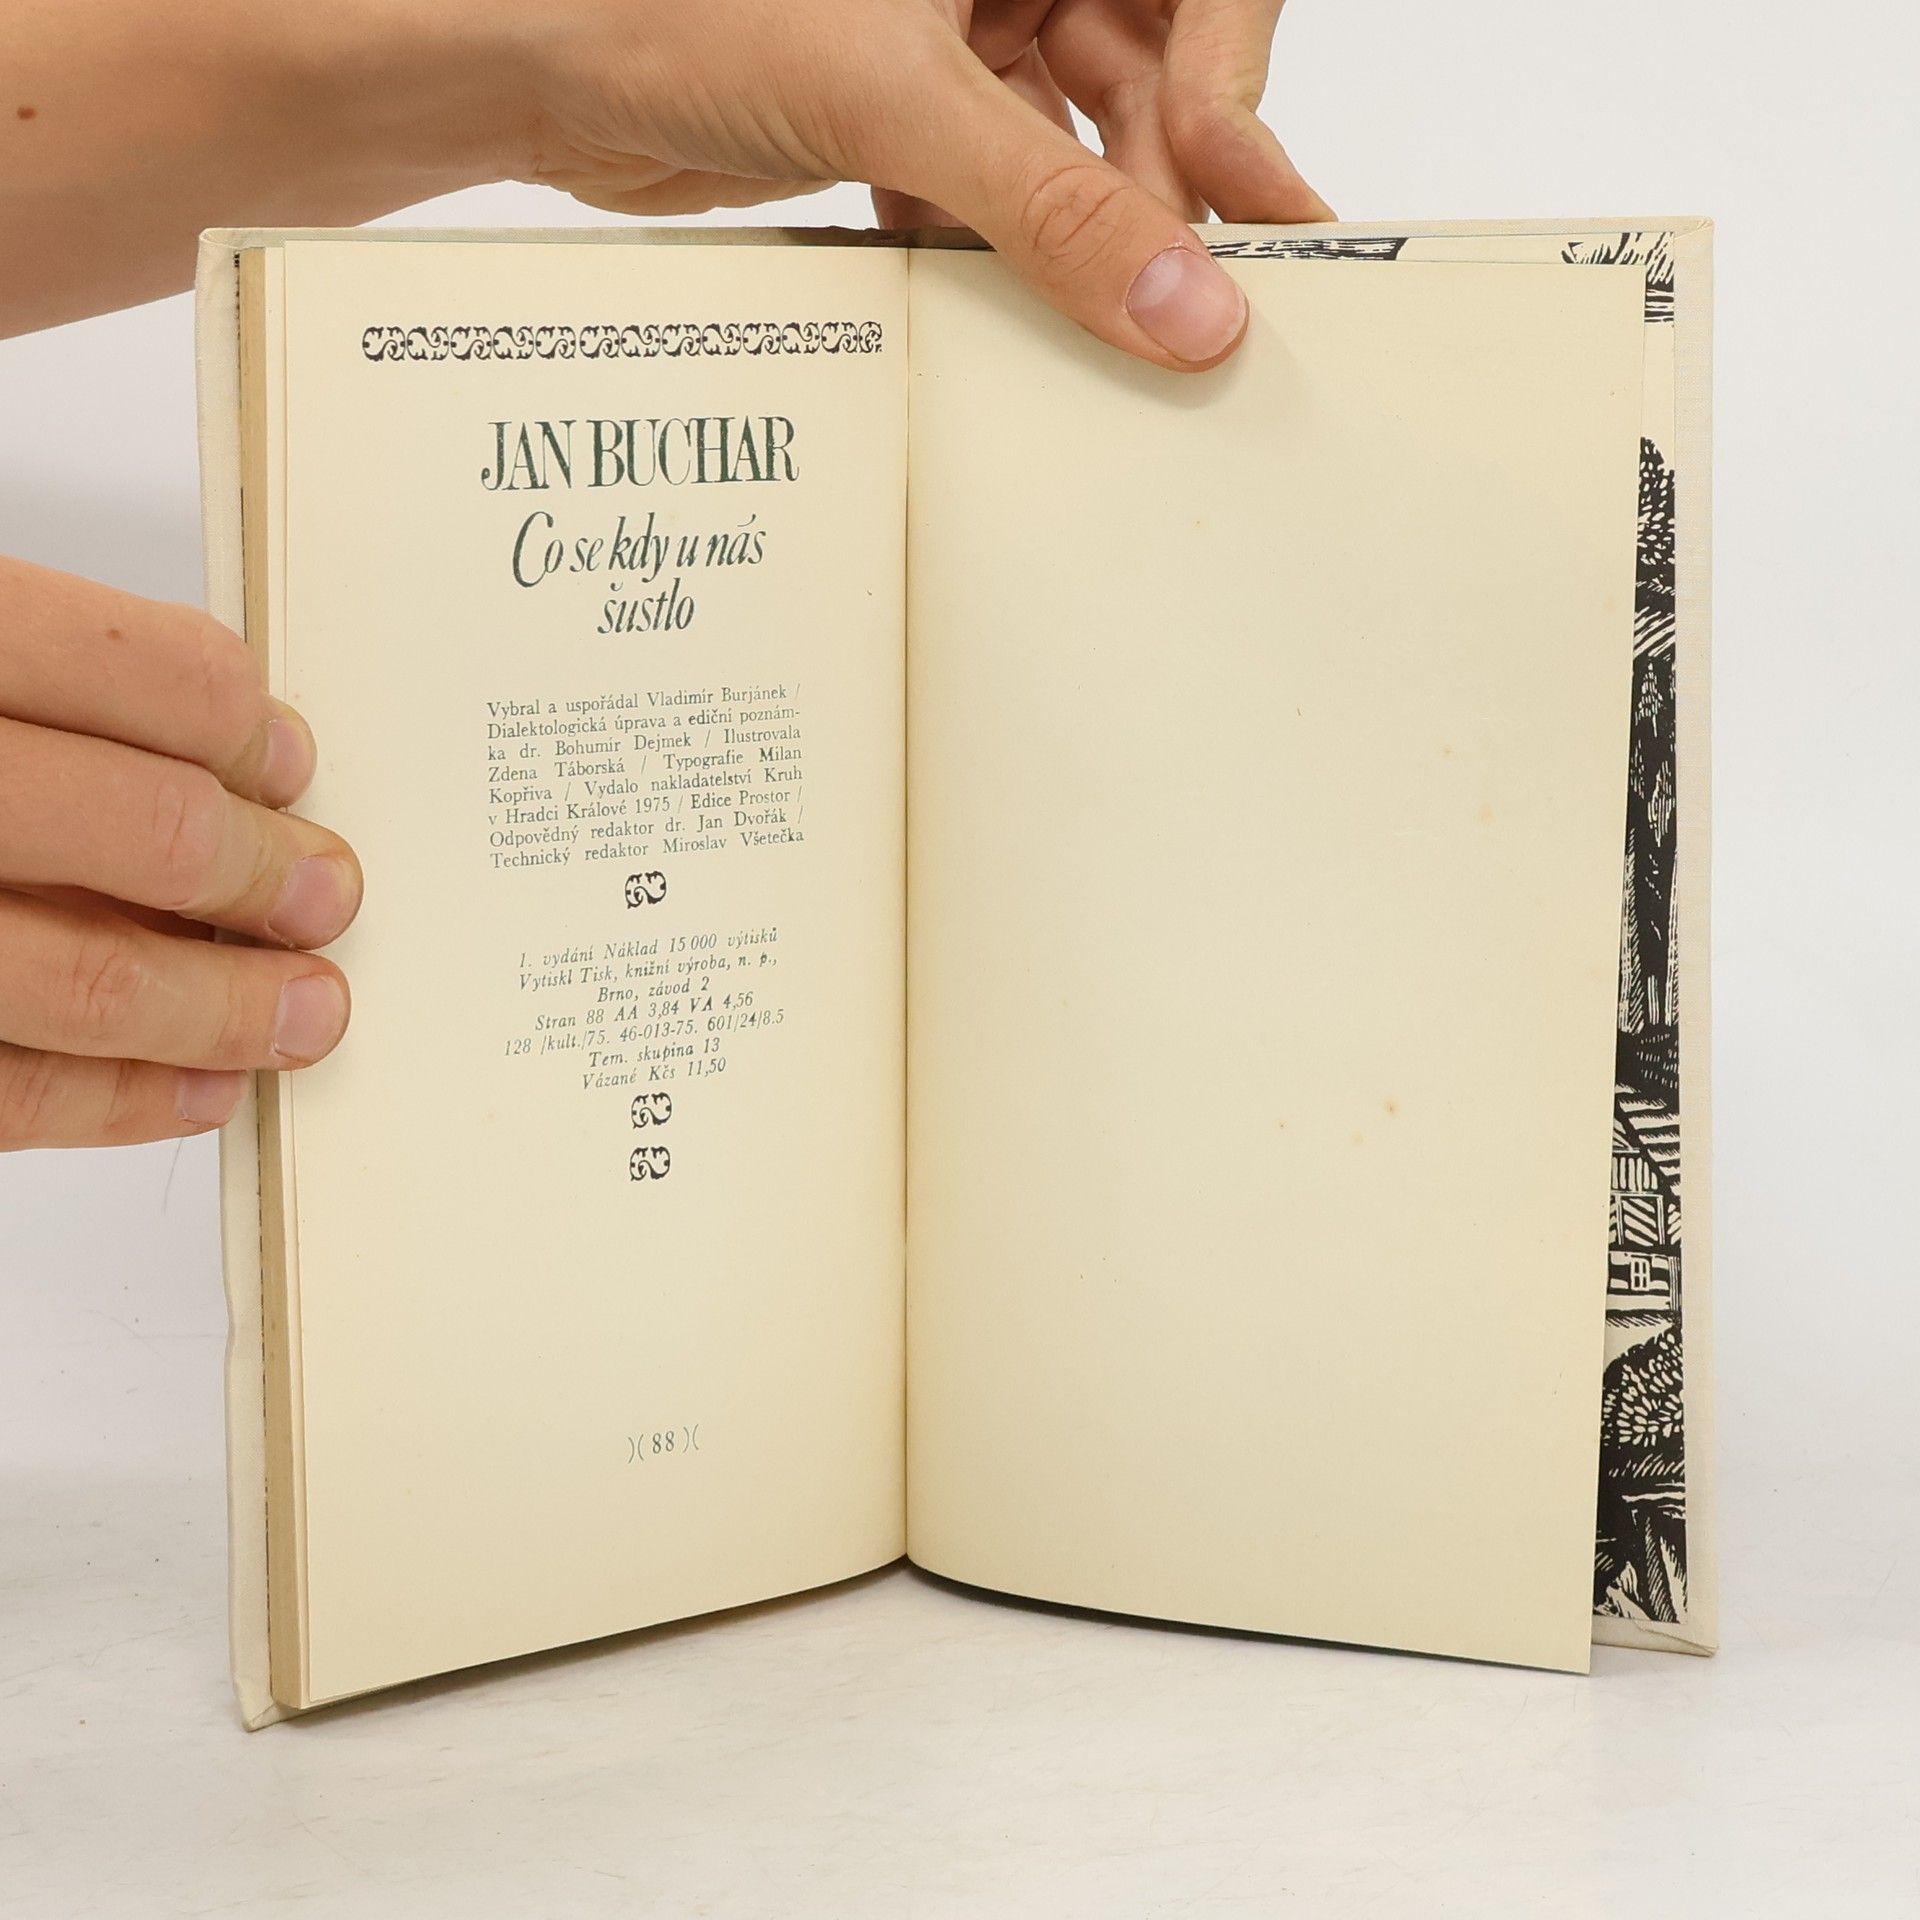 JAN BUCHAR
Co se kdy u nás
šustlo
Vybral a uspořádal Vladimír Burjánek /
Dialektologická úprava a ediční poznám-
ka dr. Bohumír Dejmek / Ilustrovala
Zdena Táborská / Typografie Milan
Kopřiva / Vydalo nakladatelství Kruh
v Hradci Králové 1975 / Edice Prostor /
Odpovědný redaktor dr. Jan Dvořák /
Technický redaktor Miroslav Všetečka
1. vydání Náklad 15 000 výtisků
Vytiskl Tisk, knižní výroba, n. p.,
Brno, závod 2
Stran 88 AA 3,84 VA 4,56
128 /kult./75. 46-013-75. 601/24/8.5
Tem. skupina 13
Vázané Kčs 11,50
)( 88 )(